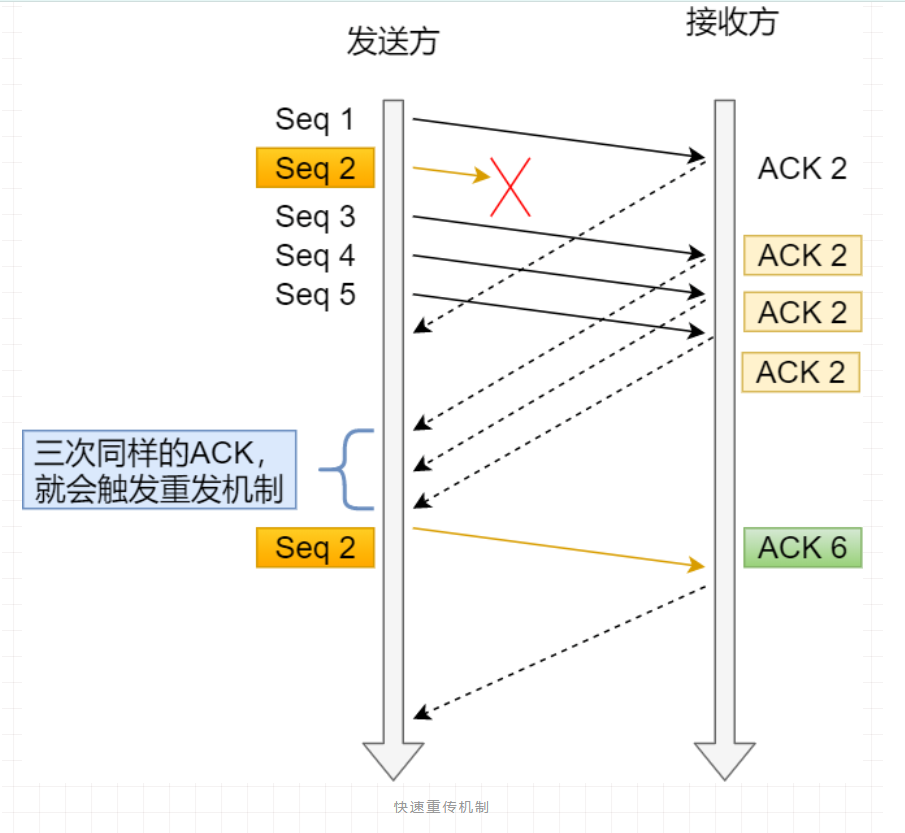 发送方
接收方
Seq 1
Seq 2
ACK 2
Seq 3
Seq 4
ACK 2
Seq 5
ACK 2
ACK 2
三次同样的ACK，
就会触发重发机制
Seq 2
ACK 6
快速重传机制